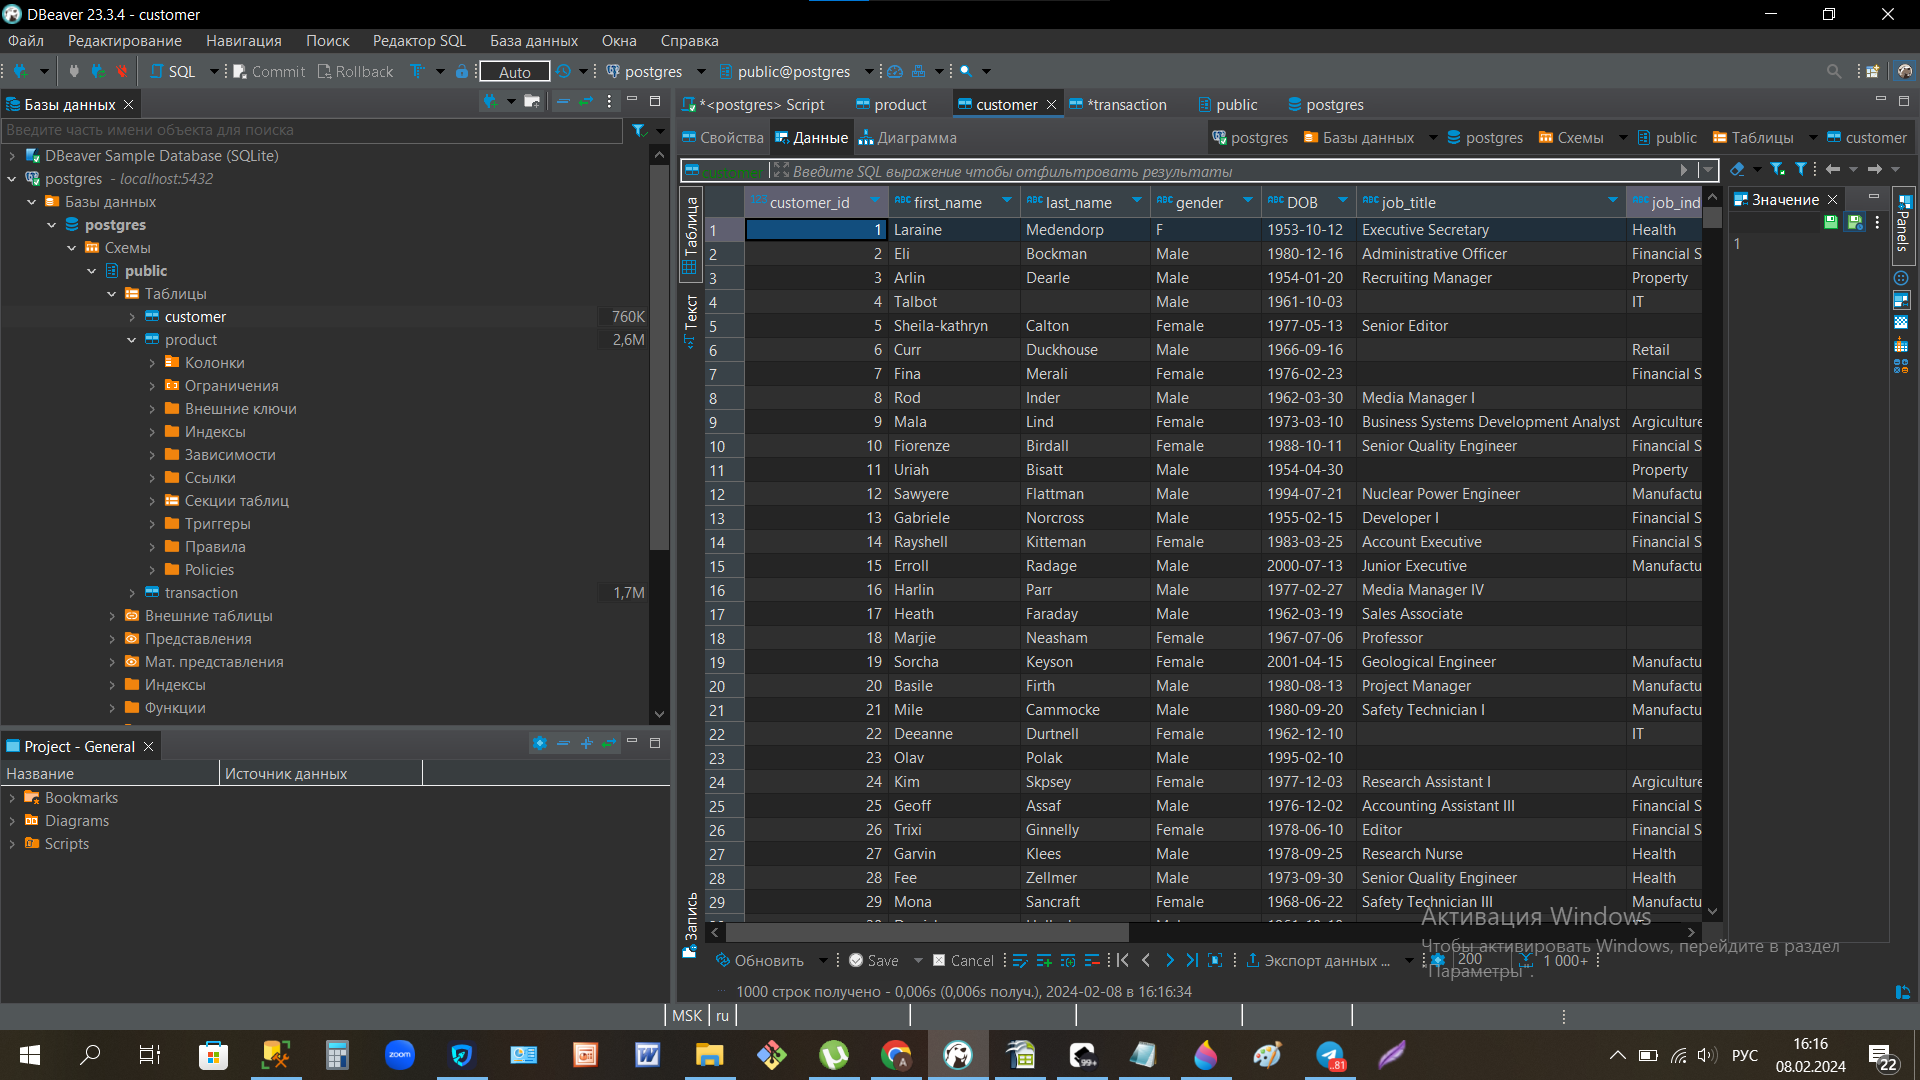 DBeaver 23.3.4 - customer
Файл Редактирование Навигация Поиск Редактор SQL База данных Окна Справка
SQL Commit Rollback Auto postgres public@postgres
Базы данных
Введите часть имени объекта для поиска
DBeaver Sample Database (SQLite)
postgres - localhost:5432
Базы данных
postgres
Схемы
public
Таблицы
customer 760K
product 2,6M
Колонки
Ограничения
Внешние ключи
Индексы
Зависимости
Ссылки
Секции таблиц
Триггеры
Правила
Policies
transaction 1,7M
Внешние таблицы
Представления
Мат. представления
Индексы
Функции
Project - General
Название Источник данных
Bookmarks
Diagrams
Scripts
*<postgres> Script product customer *transaction public postgres
Свойства Данные Диаграмма postgres Базы данных postgres Схемы public Таблицы customer
customer Введите SQL выражение чтобы отфильтровать результаты
Таблица
Текст
Запись
123 customer_id ABC first_name ABC last_name ABC gender ABC DOB ABC job_title ABC job_ind
1 1 Laraine Medendorp F 1953-10-12 Executive Secretary Health
2 2 Eli Bockman Male 1980-12-16 Administrative Officer Financial S
3 3 Arlin Dearle Male 1954-01-20 Recruiting Manager Property
4 4 Talbot Male 1961-10-03 IT
5 5 Sheila-kathryn Calton Female 1977-05-13 Senior Editor
6 6 Curr Duckhouse Male 1966-09-16 Retail
7 7 Fina Merali Female 1976-02-23 Financial S
8 8 Rod Inder Male 1962-03-30 Media Manager I
9 9 Mala Lind Female 1973-03-10 Business Systems Development Analyst Argiculture
10 10 Fiorenze Birdall Female 1988-10-11 Senior Quality Engineer Financial S
11 11 Uriah Bisatt Male 1954-04-30 Property
12 12 Sawyere Flattman Male 1994-07-21 Nuclear Power Engineer Manufactu
13 13 Gabriele Norcross Male 1955-02-15 Developer I Financial S
14 14 Rayshell Kitteman Female 1983-03-25 Account Executive Financial S
15 15 Erroll Radage Male 2000-07-13 Junior Executive Manufactu
16 16 Harlin Parr Male 1977-02-27 Media Manager IV
17 17 Heath Faraday Male 1962-03-19 Sales Associate
18 18 Marjie Neasham Female 1967-07-06 Professor
19 19 Sorcha Keyson Female 2001-04-15 Geological Engineer Manufactu
20 20 Basile Firth Male 1980-08-13 Project Manager Manufactu
21 21 Mile Cammocke Male 1980-09-20 Safety Technician I Manufactu
22 22 Deeanne Durtnell Female 1962-12-10 IT
23 23 Olav Polak Male 1995-02-10
24 24 Kim Skpsey Female 1977-12-03 Research Assistant I Argiculture
25 25 Geoff Assaf Male 1976-12-02 Accounting Assistant III Financial S
26 26 Trixi Ginnelly Female 1978-06-10 Editor Financial S
27 27 Garvin Klees Male 1978-09-25 Research Nurse Health
28 28 Fee Zellmer Male 1973-09-30 Senior Quality Engineer Health
29 29 Mona Sancraft Female 1968-06-22 Safety Technician III Manufactu
Значение
1
Panels
Активация Windows
Чтобы активировать Windows, перейдите в раздел
"Параметры".
Обновить Save Cancel Экспорт данных ... 200 1 000+
1000 строк получено - 0,006s (0,006s получ.), 2024-02-08 в 16:16:34
MSK ru
zoom 99+ ..81 РУС 16:16
08.02.2024 22